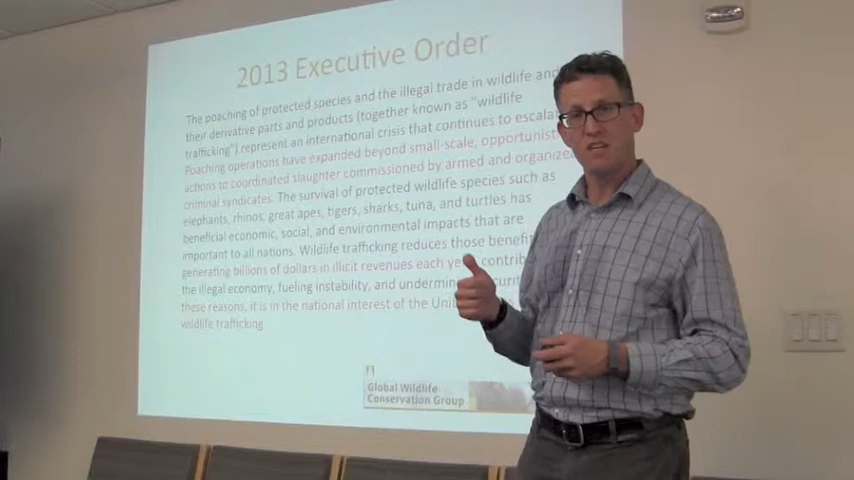 2013 Executive Order
The poaching of protected species and the illegal trade in wildlife and
their derivative parts and products (together known as "wildlife
trafficking") represent an international crisis that continues to
Poaching operations have expanded beyond small-scale, opportunistic
actions to coordinated slaughter commissioned by armed and organized
criminal syndicates. The survival of protected wildlife species such as
elephants, rhinos, great apes, tigers, sharks, tuna, and turtles has
beneficial economic, social, and environmental impacts that are
important to all nations. Wildlife trafficking reduces those
generating billions of dollars in illicit revenues each year,
the illegal economy, fueling instability, and
these reasons, it is in the national interest of the
wildlife trafficking.
Global Wildlife
Conservation Group